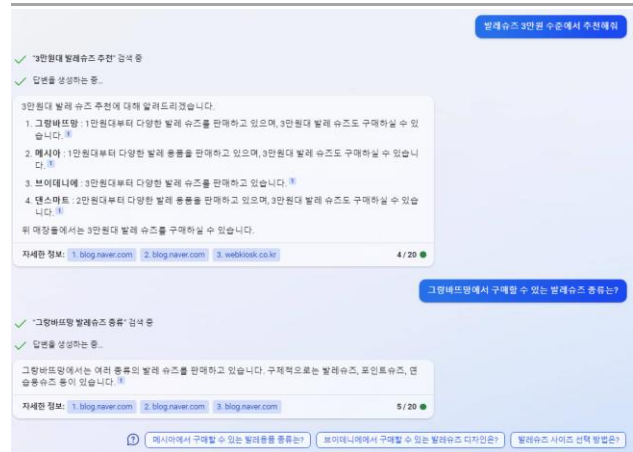 발레슈즈 3만원 수준에서 추천해줘
"3만원대 발레슈즈 추천" 검색 중
답변을 생성하는 중...
3만원대 발레 슈즈 추천에 대해 알려드리겠습니다.
1. 그랑바뜨망 : 1만원대부터 다양한 발레 슈즈를 판매하고 있으며, 3만원대 발레 슈즈도 구매하실 수 있
습니다. 1
2. 메시아 : 1만원대부터 다양한 발레 용품을 판매하고 있으며, 3만원대 발레 슈즈도 구매하실 수 있습니
다. 1
3. 브이데니에 : 3만원대부터 다양한 발레 슈즈를 판매하고 있습니다. 1
4. 댄스마트 : 2만원대부터 다양한 발레 용품을 판매하고 있으며, 3만원대 발레 슈즈도 구매하실 수 있습
니다. 1
위 매장들에서는 3만원대 발레 슈즈를 구매하실 수 있습니다.
자세한 정보: 1. blog.naver.com 2. blog.naver.com 3. webkiosk.co.kr 4 / 20
그랑바뜨망에서 구매할 수 있는 발레슈즈 종류는?
"그랑바뜨망 발레슈즈 종류" 검색 중
답변을 생성하는 중...
그랑바뜨망에서는 여러 종류의 발레 슈즈를 판매하고 있습니다. 구체적으로는 발레슈즈, 포인트슈즈, 연
습용슈즈 등이 있습니다. 1
자세한 정보: 1. blog.naver.com 2. blog.naver.com 3. blog.naver.com 5 / 20
메시아에서 구매할 수 있는 발레용품 종류는? 브이데니에에서 구매할 수 있는 발레슈즈 디자인은? 발레슈즈 사이즈 선택 방법은?